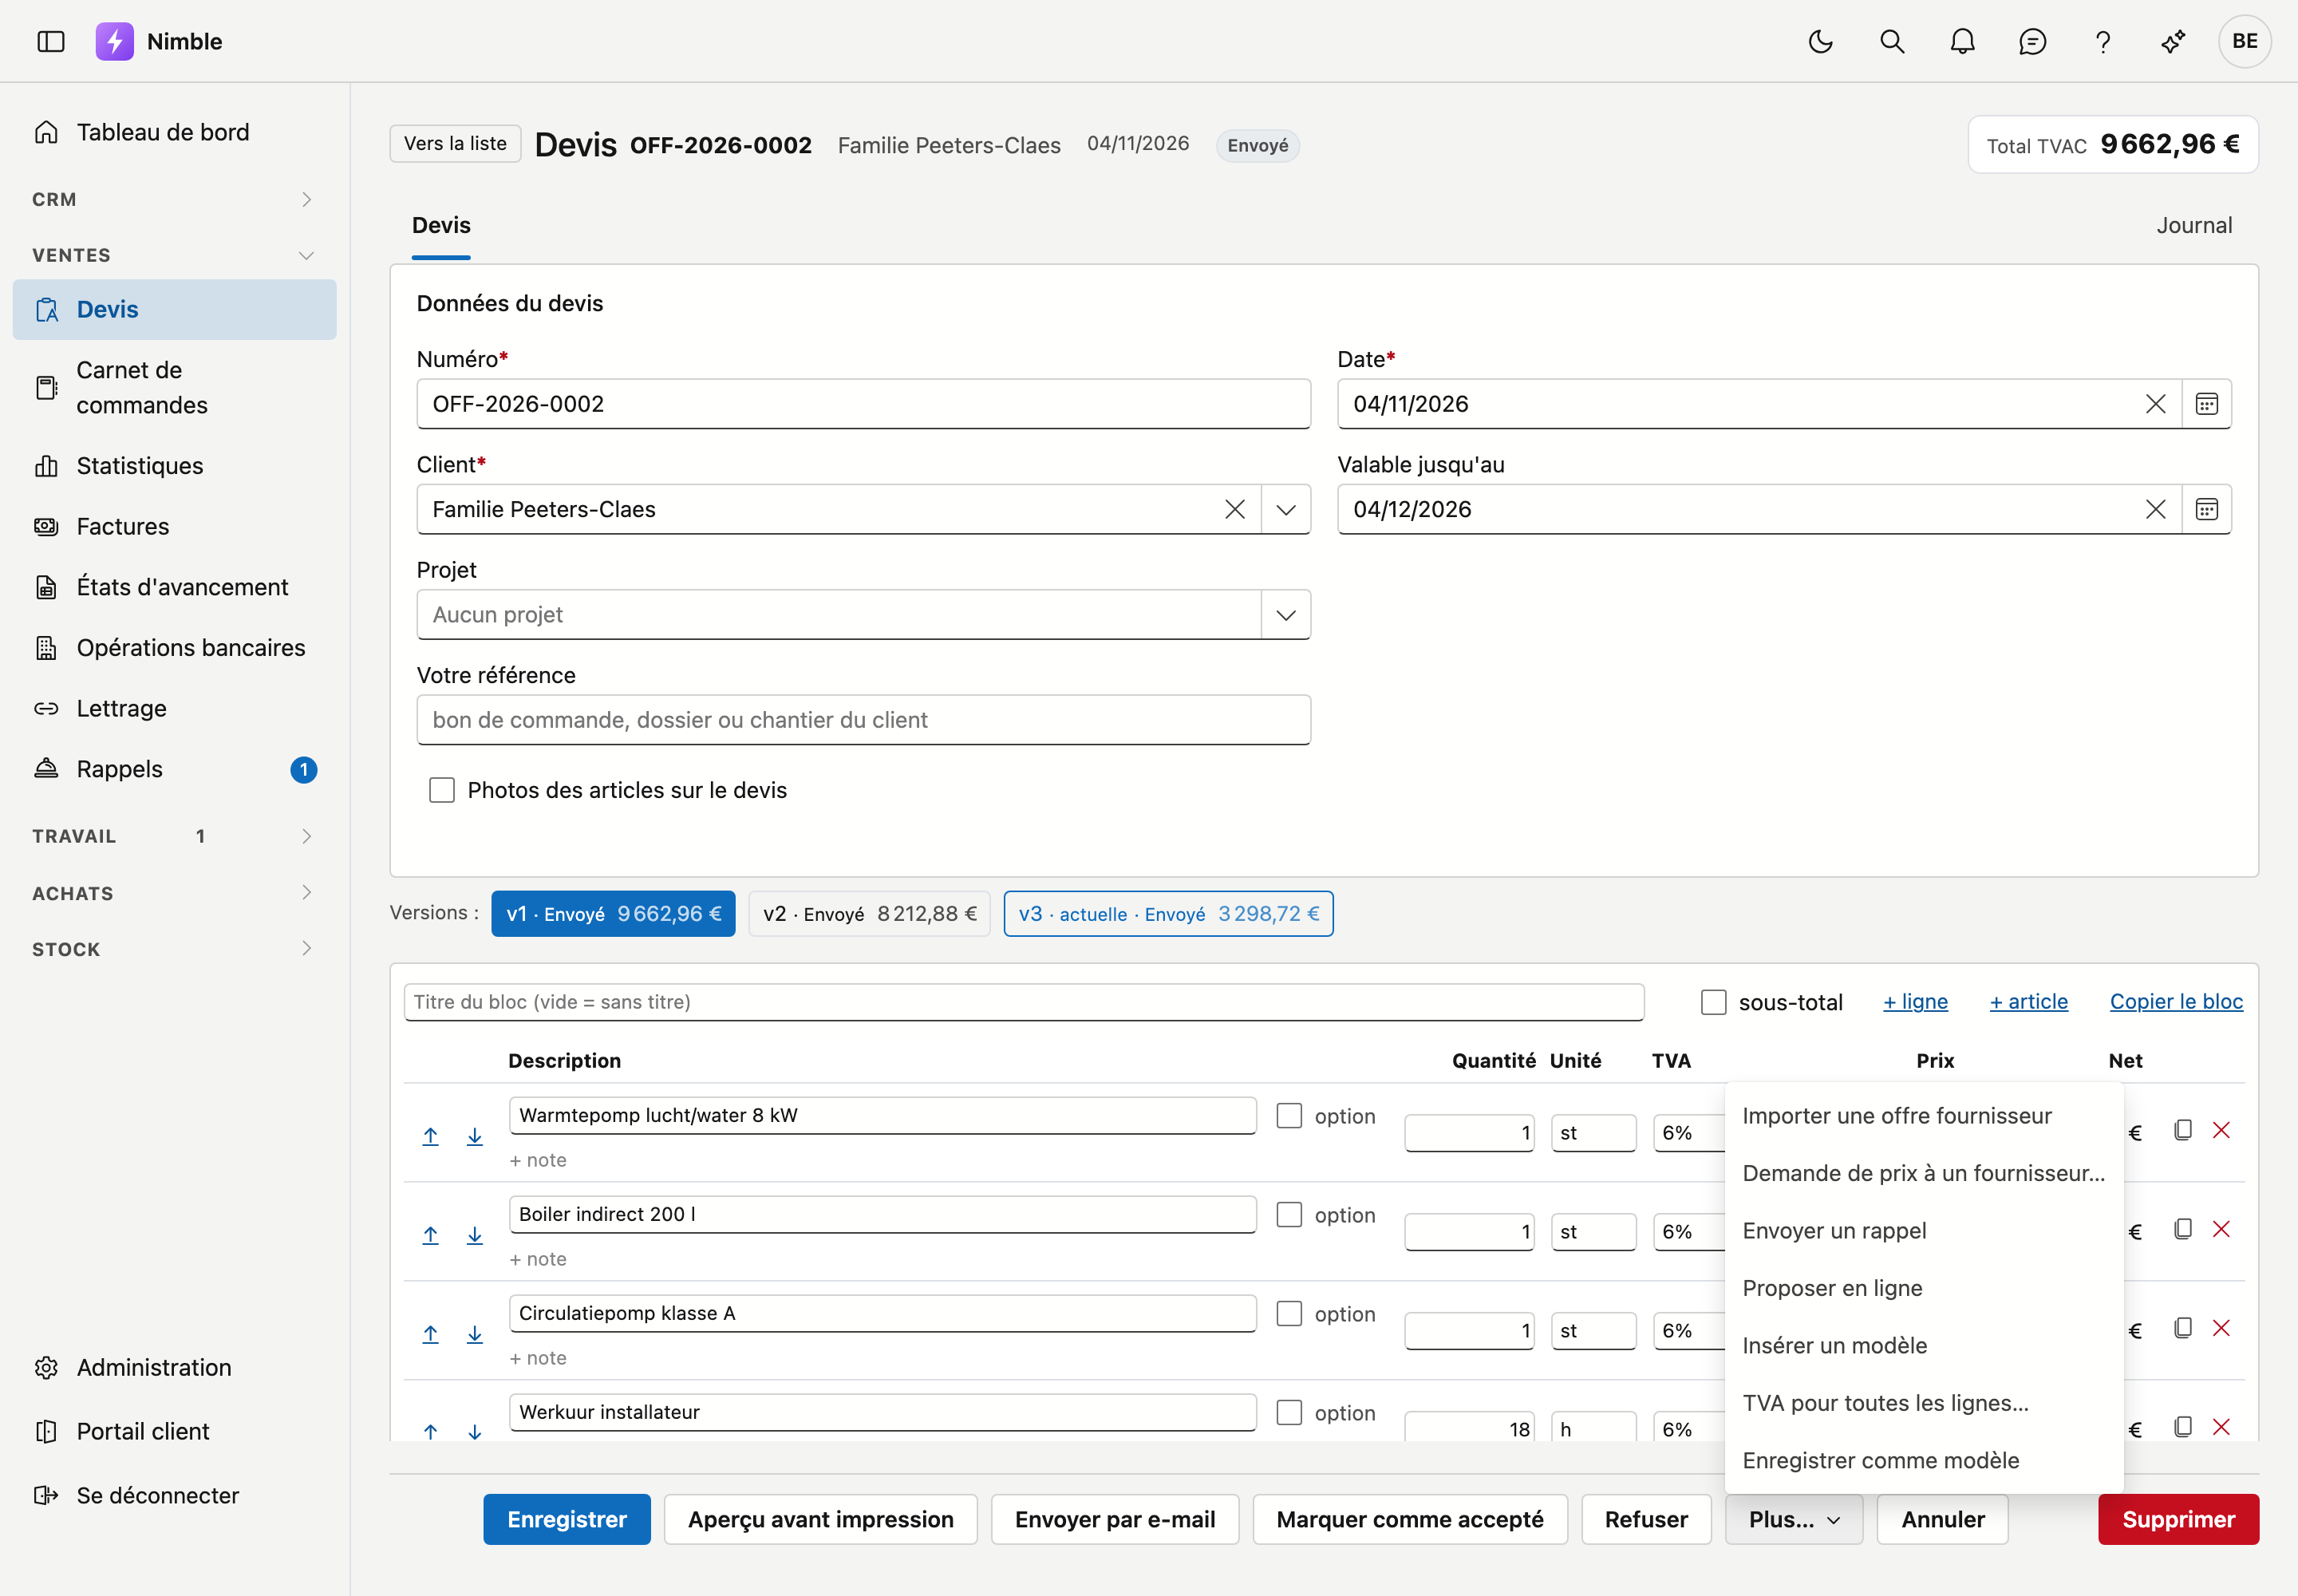 Nimble
BE
Tableau de bord
CRM
VENTES
Devis
Carnet de
commandes
Statistiques
Factures
États d'avancement
Opérations bancaires
Lettrage
Rappels 1
TRAVAIL 1
ACHATS
STOCK
Administration
Portail client
Se déconnecter
Vers la liste Devis OFF-2026-0002 Familie Peeters-Claes 04/11/2026 Envoyé Total TVAC 9 662,96 €
Devis Journal
Données du devis
Numéro* Date*
OFF-2026-0002 04/11/2026
Client* Valable jusqu'au
Familie Peeters-Claes 04/12/2026
Projet
Aucun projet
Votre référence
bon de commande, dossier ou chantier du client
Photos des articles sur le devis
Versions : v1 · Envoyé 9 662,96 € v2 · Envoyé 8 212,88 € v3 · actuelle · Envoyé 3 298,72 €
Titre du bloc (vide = sans titre) sous-total + ligne + article Copier le bloc
Description Quantité Unité TVA Prix Net
Warmtepomp lucht/water 8 kW option 1 st 6% €
+ note
Boiler indirect 200 l option 1 st 6% €
+ note
Circulatiepomp klasse A option 1 st 6% €
+ note
Werkuur installateur option 18 h 6% €
Importer une offre fournisseur
Demande de prix à un fournisseur...
Envoyer un rappel
Proposer en ligne
Insérer un modèle
TVA pour toutes les lignes...
Enregistrer comme modèle
Enregistrer Aperçu avant impression Envoyer par e-mail Marquer comme accepté Refuser Plus... Annuler Supprimer